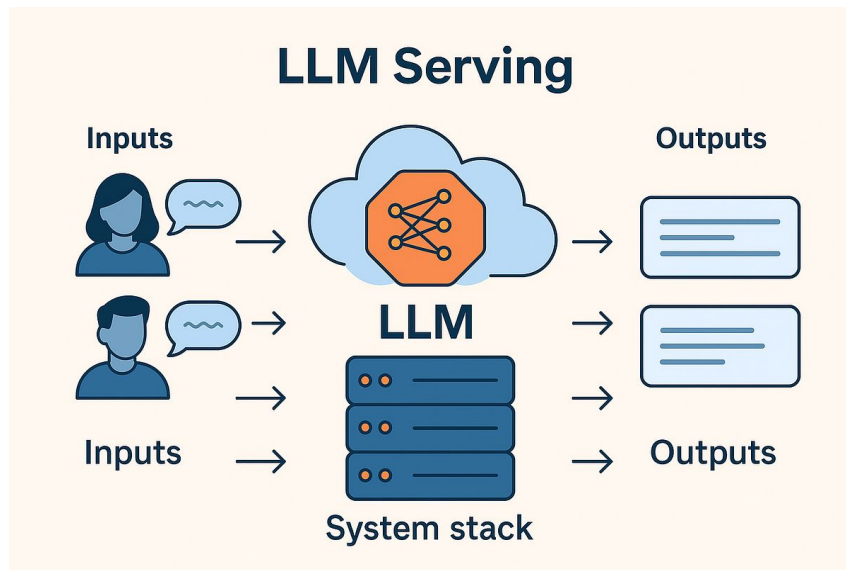 LLM Serving
Inputs
Outputs
LLM
Inputs
Outputs
System stack